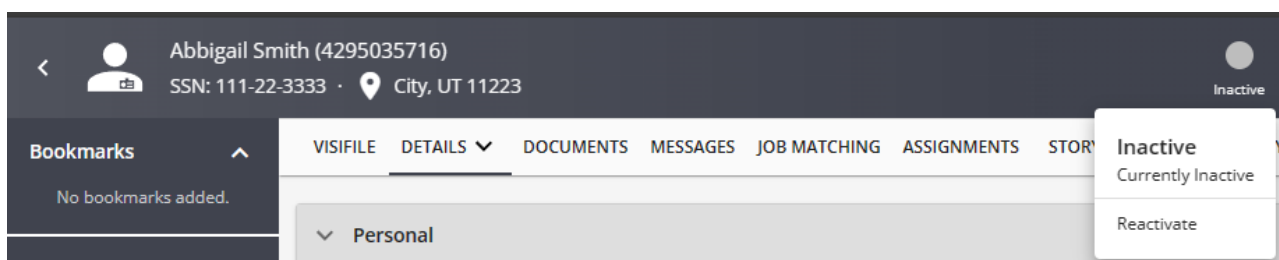 Abbigail Smith (4295035716)
SSN: 111-22-3333 · City, UT 11223
Inactive
Bookmarks
No bookmarks added.
VISIFILE DETAILS DOCUMENTS MESSAGES JOB MATCHING ASSIGNMENTS STORY
Inactive
Currently Inactive
Reactivate
Personal